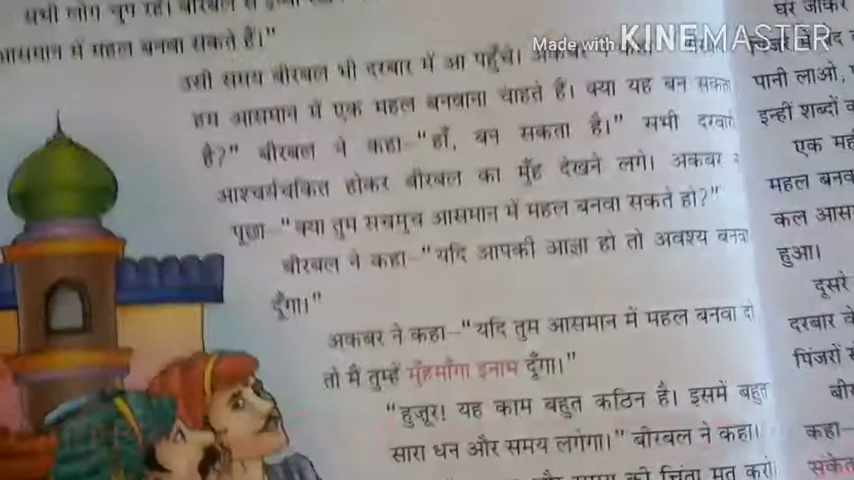 सभी लोग चुप रहे। बीरबल से
आसमान में महल बनवा सकते हैं।"
Made with KINEMASTER
उसी समय बीरबल भी दरबार में आ पहुँचे। अकबर ने
हम आसमान में एक महल बनवाना चाहते हैं। क्या यह बन सकता
है?" बीरबल ने कहा–"हाँ, बन सकता है।" सभी दरबारी
आश्चर्यचकित होकर बीरबल का मुँह देखने लगे। अकबर ने
पूछा–"क्या तुम सचमुच आसमान में महल बनवा सकते हो?"
बीरबल ने कहा–"यदि आपकी आज्ञा हो तो अवश्य बनवा
दूँगा।"
अकबर ने कहा–"यदि तुम आसमान में महल बनवा दो
तो मैं तुम्हें मुँहमाँगा इनाम दूँगा।"
"हुजूर! यह काम बहुत कठिन है। इसमें बहुत
सारा धन और समय लगेगा।" बीरबल ने कहा।
की चिंता मत करो।
घर जाकर
पानी लाओ,
इन्हीं शब्दों
एक
महल
कल
हुआ।
दूसरे
दरबार
पिंजरों
कहा–